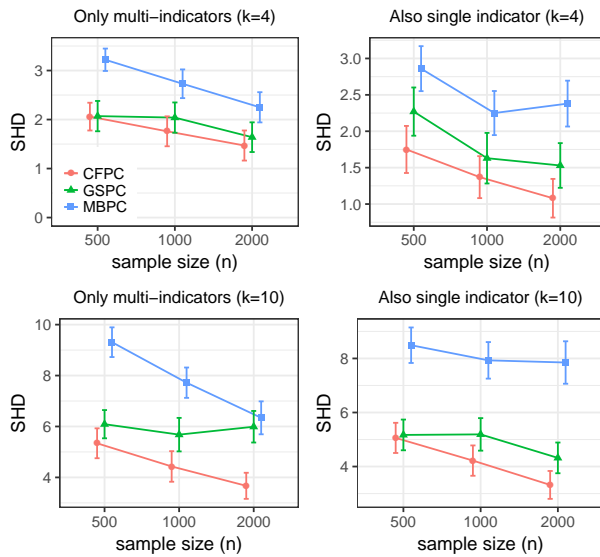 Only multi−indicators (k=4)
SHD
3
2
1
0
CFPC
GSPC
MBPC
500 1000 2000
sample size (n)
Also single indicator (k=4)
SHD
3.0
2.5
2.0
1.5
1.0
500 1000 2000
sample size (n)
Only multi−indicators (k=10)
SHD
10
8
6
4
500 1000 2000
sample size (n)
Also single indicator (k=10)
SHD
8
6
4
500 1000 2000
sample size (n)